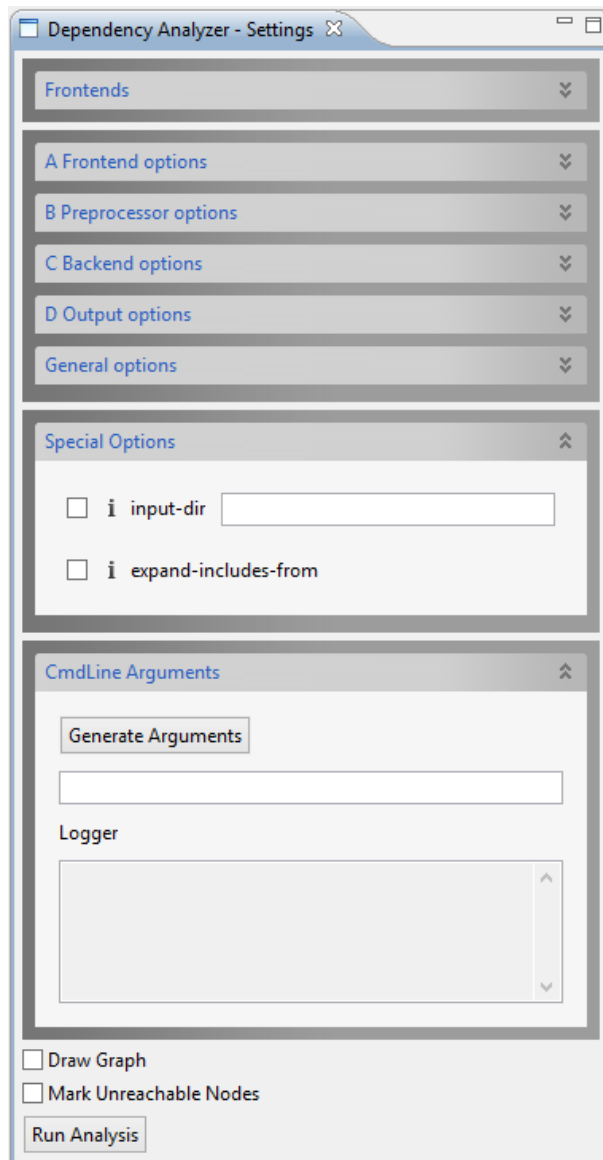 Dependency Analyzer - Settings
Frontends
A Frontend options
B Preprocessor options
C Backend options
D Output options
General options
Special Options
i input-dir
i expand-includes-from
CmdLine Arguments
Generate Arguments
Logger
Draw Graph
Mark Unreachable Nodes
Run Analysis